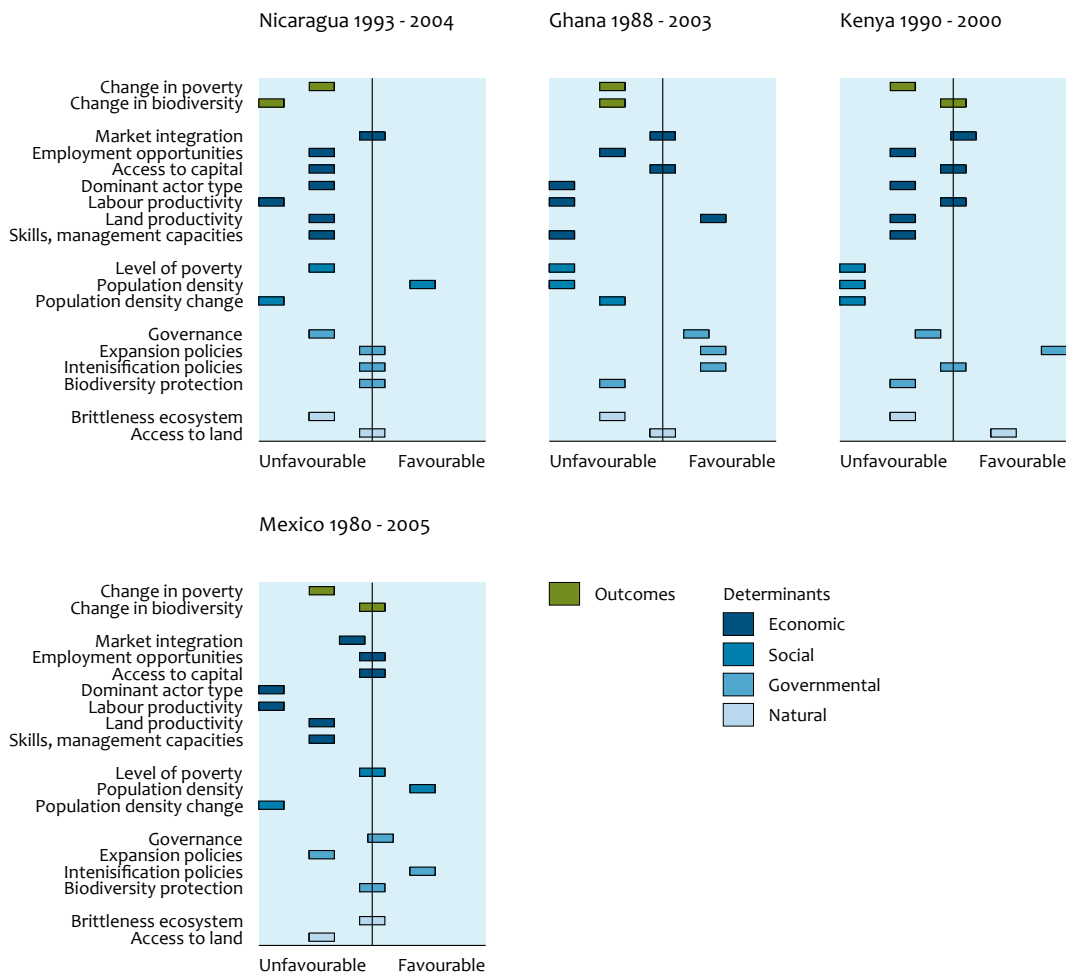 Nicaragua 1993 - 2004
Ghana 1988 - 2003
Kenya 1990 - 2000
Change in poverty
Change in biodiversity
Market integration
Employment opportunities
Access to capital
Dominant actor type
Labour productivity
Land productivity
Skills, management capacities
Level of poverty
Population density
Population density change
Governance
Expansion policies
Intenisification policies
Biodiversity protection
Brittleness ecosystem
Access to land
Unfavourable Favourable
Unfavourable Favourable
Unfavourable Favourable
Mexico 1980 - 2005
Change in poverty
Change in biodiversity
Market integration
Employment opportunities
Access to capital
Dominant actor type
Labour productivity
Land productivity
Skills, management capacities
Level of poverty
Population density
Population density change
Governance
Expansion policies
Intenisification policies
Biodiversity protection
Brittleness ecosystem
Access to land
Unfavourable Favourable
Outcomes
Determinants
Economic
Social
Governmental
Natural